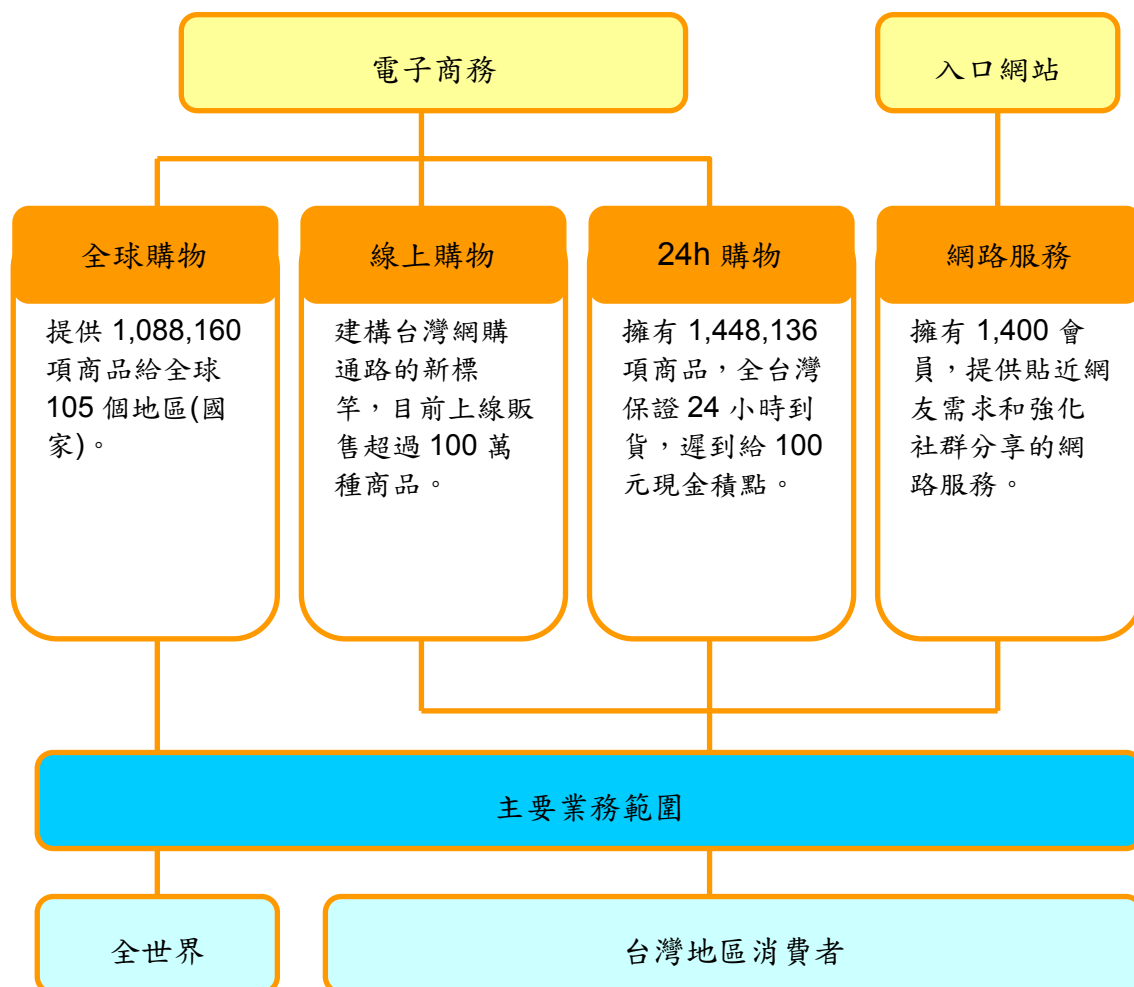 電子商務
入口網站
全球購物
提供 1,088,160
項商品給全球
105 個地區(國
家)。
線上購物
建構台灣網購
通路的新標
竿，目前上線販
售超過 100 萬
種商品。
24h 購物
擁有 1,448,136
項商品，全台灣
保證 24 小時到
貨，遲到給 100
元現金積點。
網路服務
擁有 1,400 會
員，提供貼近網
友需求和強化
社群分享的網
路服務。
主要業務範圍
全世界
台灣地區消費者